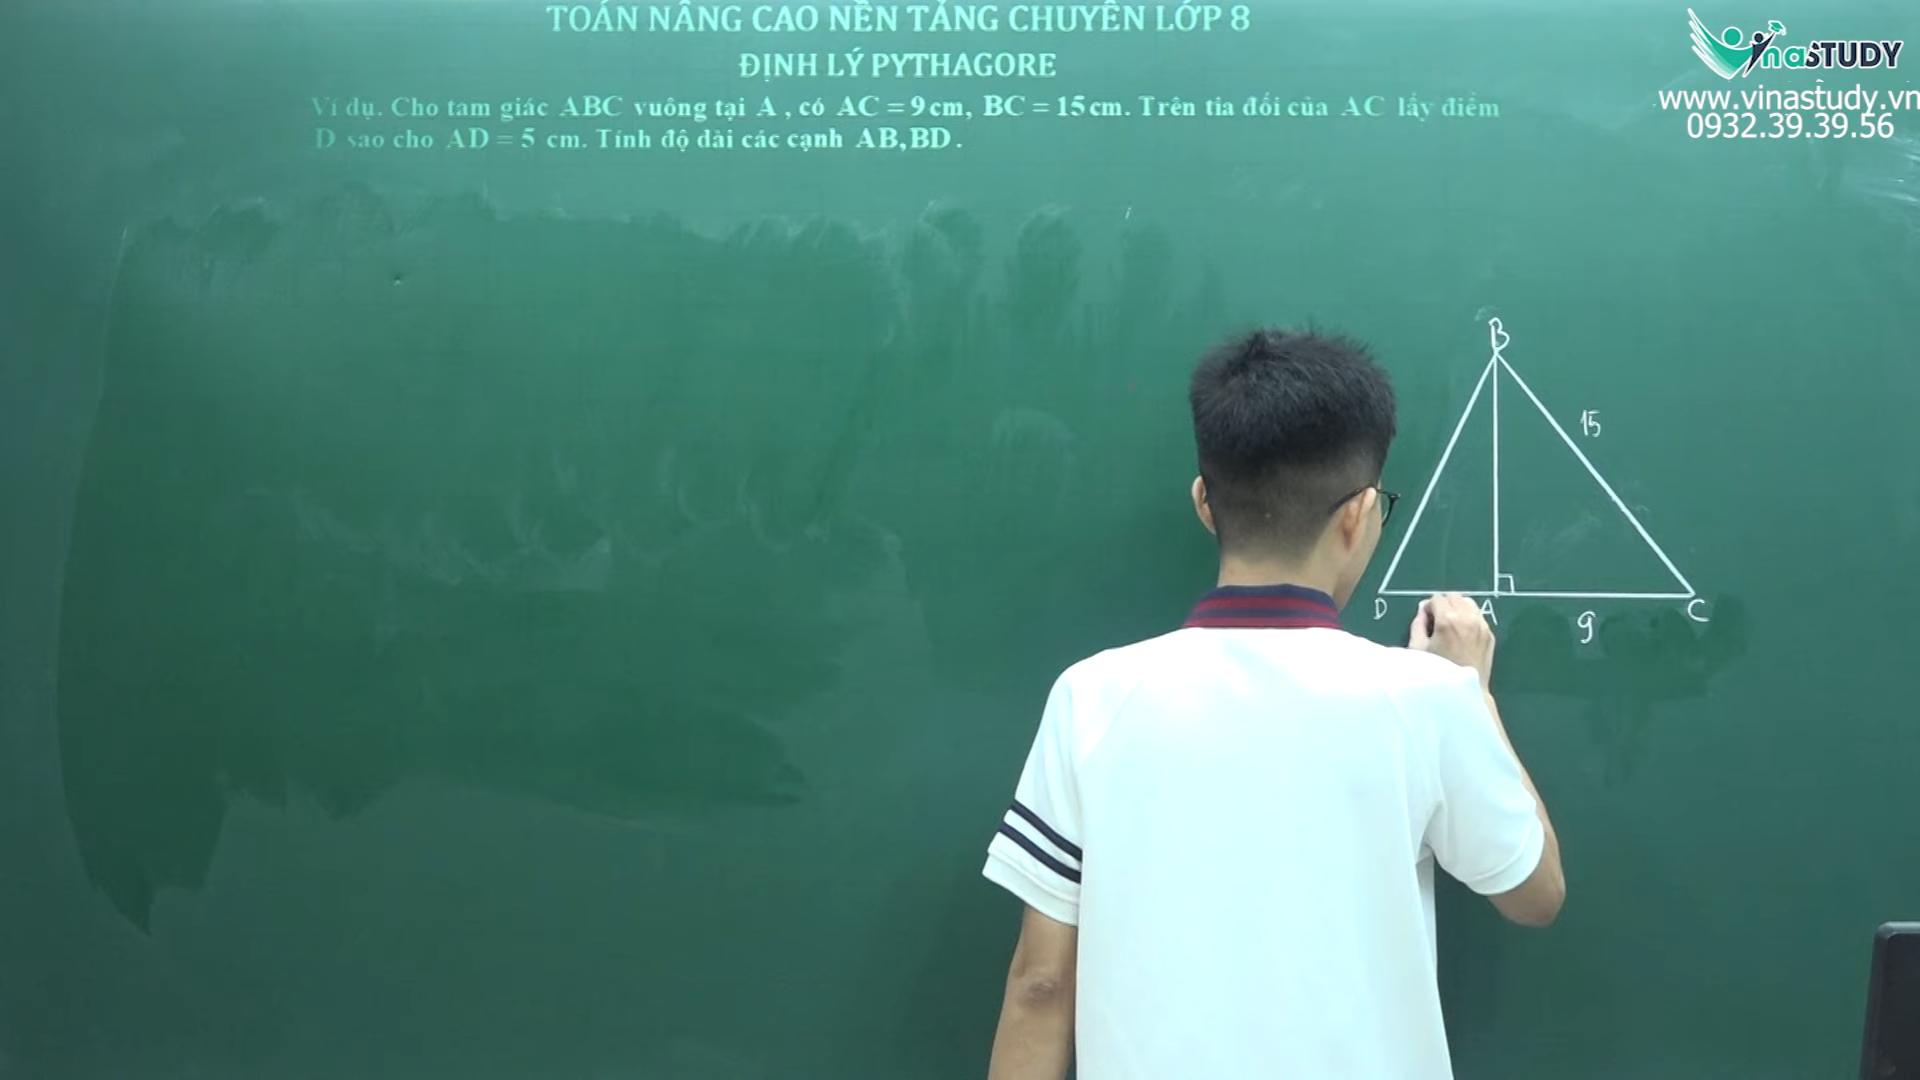 TOÁN NÂNG CAO NỀN TẢNG CHUYÊN LỚP 8
ĐỊNH LÝ PYTHAGORE
Ví dụ. Cho tam giác ABC vuông tại A , có AC = 9 cm, BC = 15 cm. Trên tia đối của AC lấy điểm
D sao cho AD = 5 cm. Tính độ dài các cạnh AB,BD .
VinaSTUDY
www.vinastudy.vn
0932.39.39.56
B
15
D
A
9
C